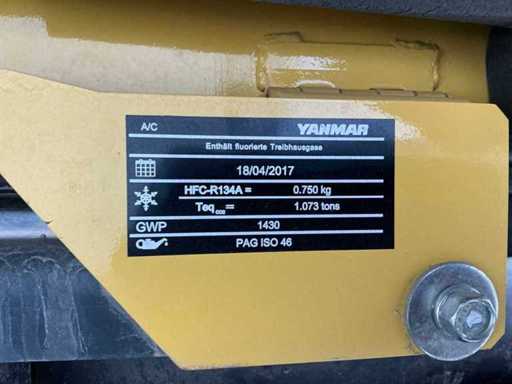 A/C YANMAR
Enthält fluorierte Treibhausgase
18/04/2017
HFC-R134A = 0.750 kg
Teq CO2 = 1.073 tons
GWP 1430
PAG ISO 46